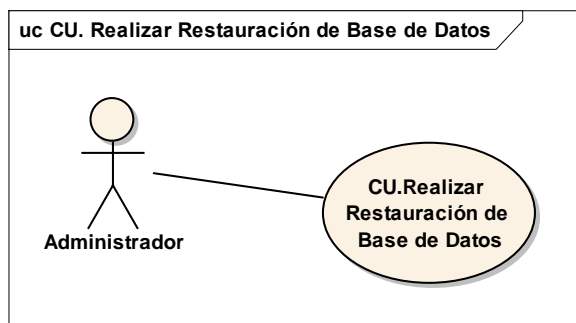 uc CU. Realizar Restauración de Base de Datos
Administrador
CU.Realizar
Restauración de
Base de Datos